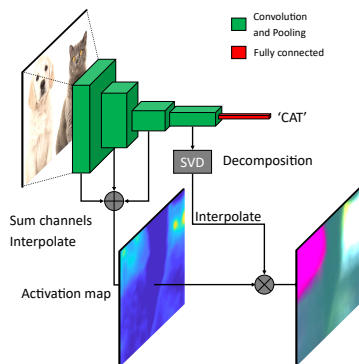 Convolution
and Pooling
Fully connected
'CAT'
SVD
Decomposition
Sum channels
Interpolate
Interpolate
Activation map